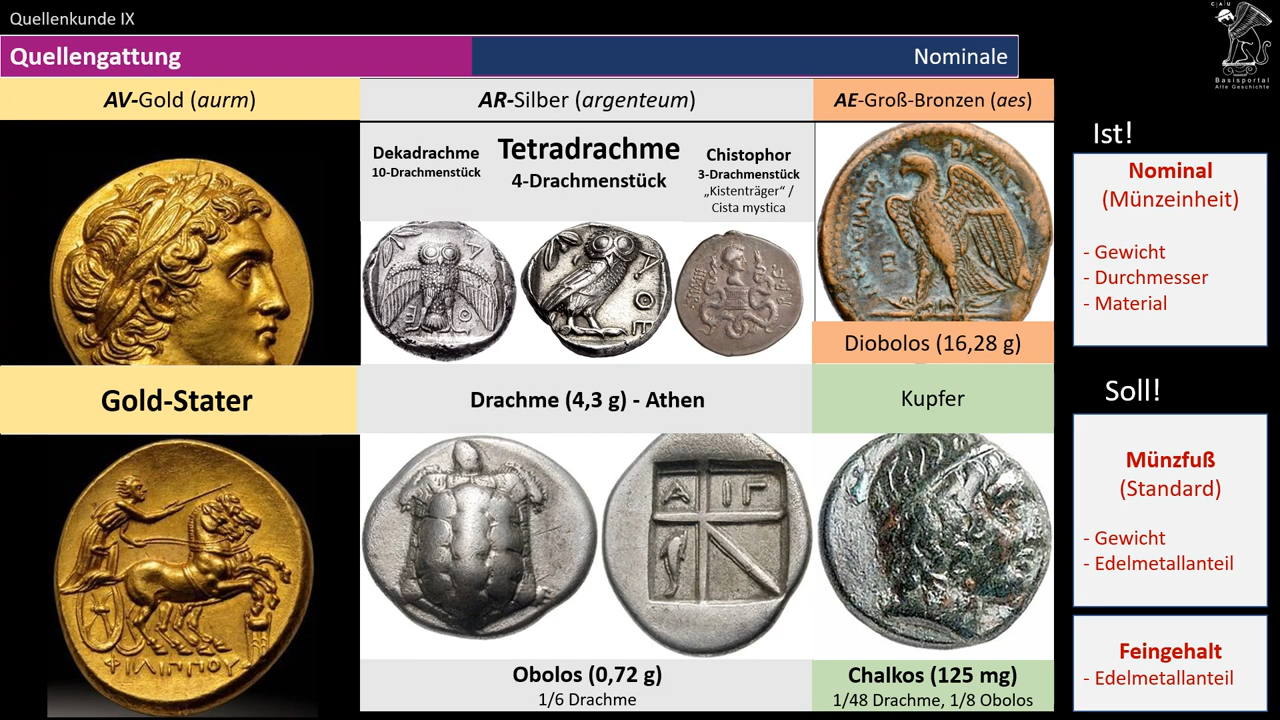 Quellenkunde IX
C|A|U
Basisportal
Alte Geschichte
Quellengattung
Nominale
AV-Gold (aurm)
AR-Silber (argenteum)
AE-Groß-Bronzen (aes)
Dekadrachme
10-Drachmenstück
Tetradrachme
4-Drachmenstück
Chistophor
3-Drachmenstück
„Kistenträger“ /
Cista mystica
ΒΑΣΙΛ
Α
Θ
Ε
Diobolos (16,28 g)
Gold-Stater
Drachme (4,3 g) - Athen
Kupfer
ΦΙΛΙΠΠΟΥ
Α ΙΓ
Obolos (0,72 g)
1/6 Drachme
Chalkos (125 mg)
1/48 Drachme, 1/8 Obolos
Ist!
Nominal
(Münzeinheit)
- Gewicht
- Durchmesser
- Material
Soll!
Münzfuß
(Standard)
- Gewicht
- Edelmetallanteil
Feingehalt
- Edelmetallanteil